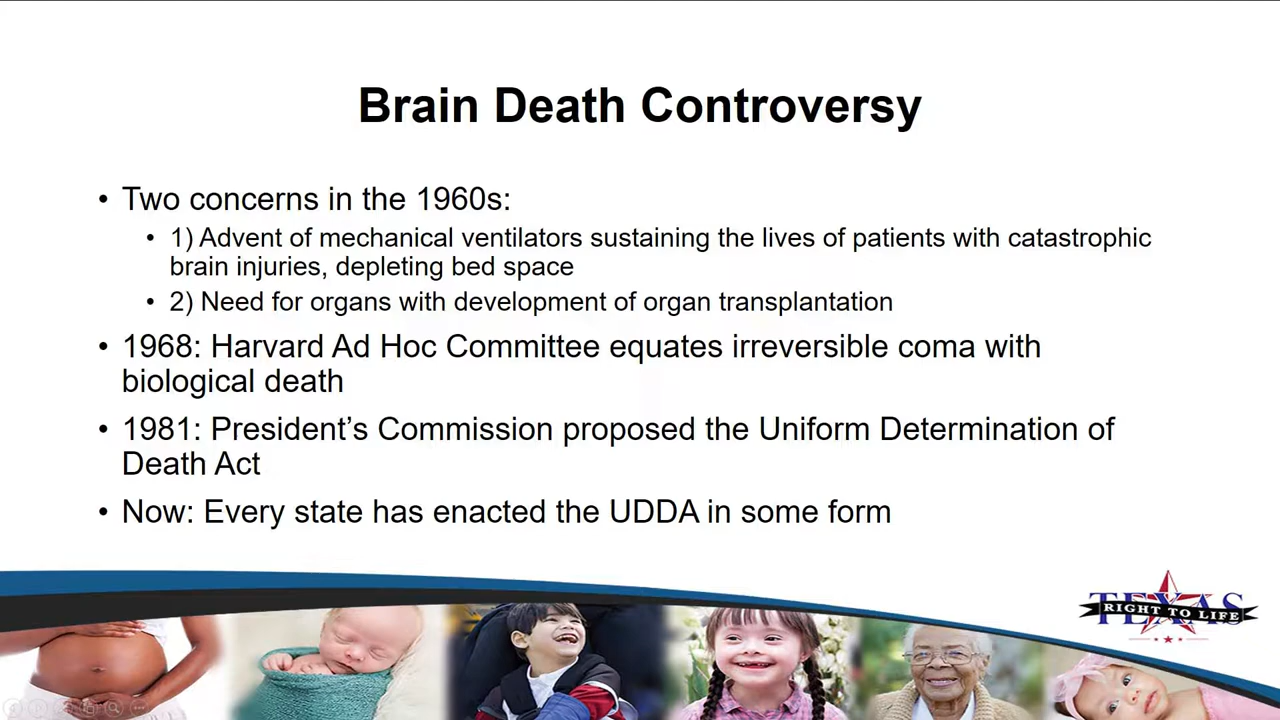 Brain Death Controversy
• Two concerns in the 1960s:
• 1) Advent of mechanical ventilators sustaining the lives of patients with catastrophic
brain injuries, depleting bed space
• 2) Need for organs with development of organ transplantation
• 1968: Harvard Ad Hoc Committee equates irreversible coma with
biological death
• 1981: President’s Commission proposed the Uniform Determination of
Death Act
• Now: Every state has enacted the UDDA in some form
TEXAS
RIGHT TO LIFE